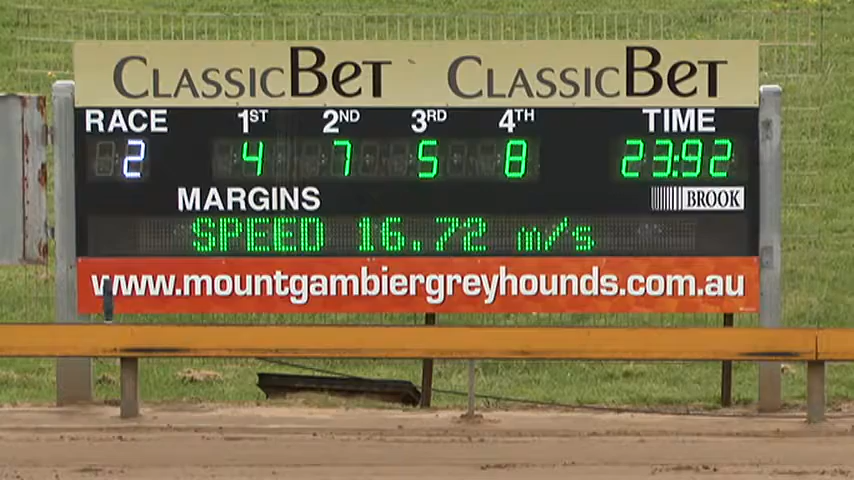 CLASSICBET CLASSICBET
RACE 1ST 2ND 3RD 4TH TIME
2 4 7 5 8 23.92
MARGINS BROOK
SPEED 16.72 m/s
www.mountgambiergreyhounds.com.au